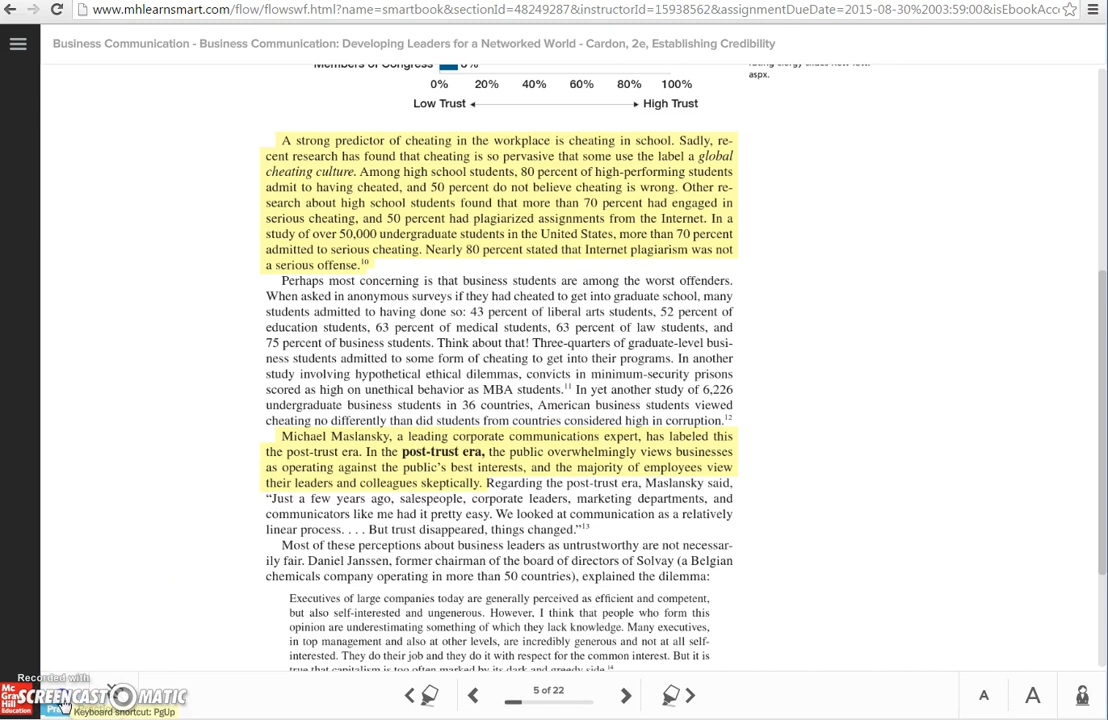 www.mhlearnsmart.com/flow/flowswf.html?name=smartbook&sectionId=48249287&instructorId=15938562&assignmentDueDate=2015-08-30%2003:59:00&isEbookAcc
Business Communication - Business Communication: Developing Leaders for a Networked World - Cardon, 2e, Establishing Credibility
Members of Congress
aspx.
0% 20% 40% 60% 80% 100%
Low Trust High Trust
A strong predictor of cheating in the workplace is cheating in school. Sadly, re-
cent research has found that cheating is so pervasive that some use the label a global
cheating culture. Among high school students, 80 percent of high-performing students
admit to having cheated, and 50 percent do not believe cheating is wrong. Other re-
search about high school students found that more than 70 percent had engaged in
serious cheating, and 50 percent had plagiarized assignments from the Internet. In a
study of over 50,000 undergraduate students in the United States, more than 70 percent
admitted to serious cheating. Nearly 80 percent stated that Internet plagiarism was not
a serious offense.10
Perhaps most concerning is that business students are among the worst offenders.
When asked in anonymous surveys if they had cheated to get into graduate school, many
students admitted to having done so: 43 percent of liberal arts students, 52 percent of
education students, 63 percent of medical students, 63 percent of law students, and
75 percent of business students. Think about that! Three-quarters of graduate-level busi-
ness students admitted to some form of cheating to get into their programs. In another
study involving hypothetical ethical dilemmas, convicts in minimum-security prisons
scored as high on unethical behavior as MBA students.11 In yet another study of 6,226
undergraduate business students in 36 countries, American business students viewed
cheating no differently than did students from countries considered high in corruption.12
Michael Maslansky, a leading corporate communications expert, has labeled this
the post-trust era. In the post-trust era, the public overwhelmingly views businesses
as operating against the public's best interests, and the majority of employees view
their leaders and colleagues skeptically. Regarding the post-trust era, Maslansky said,
"Just a few years ago, salespeople, corporate leaders, marketing departments, and
communicators like me had it pretty easy. We looked at communication as a relatively
linear process. . . . But trust disappeared, things changed."13
Most of these perceptions about business leaders as untrustworthy are not necessar-
ily fair. Daniel Janssen, former chairman of the board of directors of Solvay (a Belgian
chemicals company operating in more than 50 countries), explained the dilemma:
Executives of large companies today are generally perceived as efficient and competent,
but also self-interested and ungenerous. However, I think that people who form this
opinion are underestimating something of which they lack knowledge. Many executives,
in top management and also at other levels, are incredibly generous and not at all self-
interested. They do their job and they do it with respect for the common interest. But it is
true that capitalism is too often marked by its dark and greedy side.14
Recorded with
SCREENCAST MATIC
Mc
Graw
Hill
Education
Keyboard shortcut: PgUp
5 of 22
A A